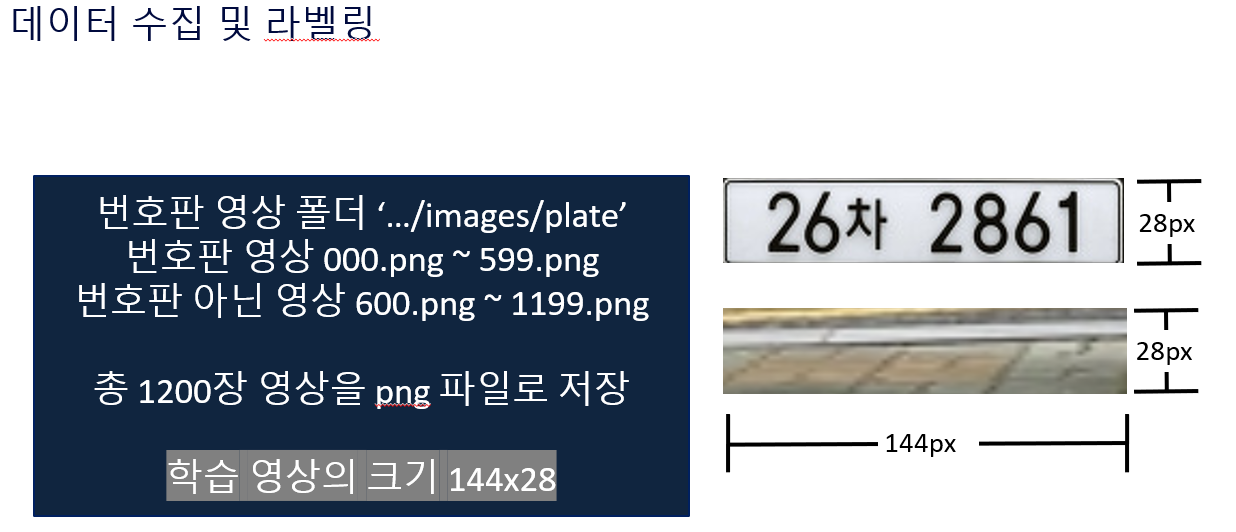 데이터 수집 및 라벨링
번호판 영상 폴더 ‘…/images/plate’
번호판 영상 000.png ~ 599.png
번호판 아닌 영상 600.png ~ 1199.png
총 1200장 영상을 png 파일로 저장
학습 영상의 크기 144x28
26차 2861
28px
28px
144px